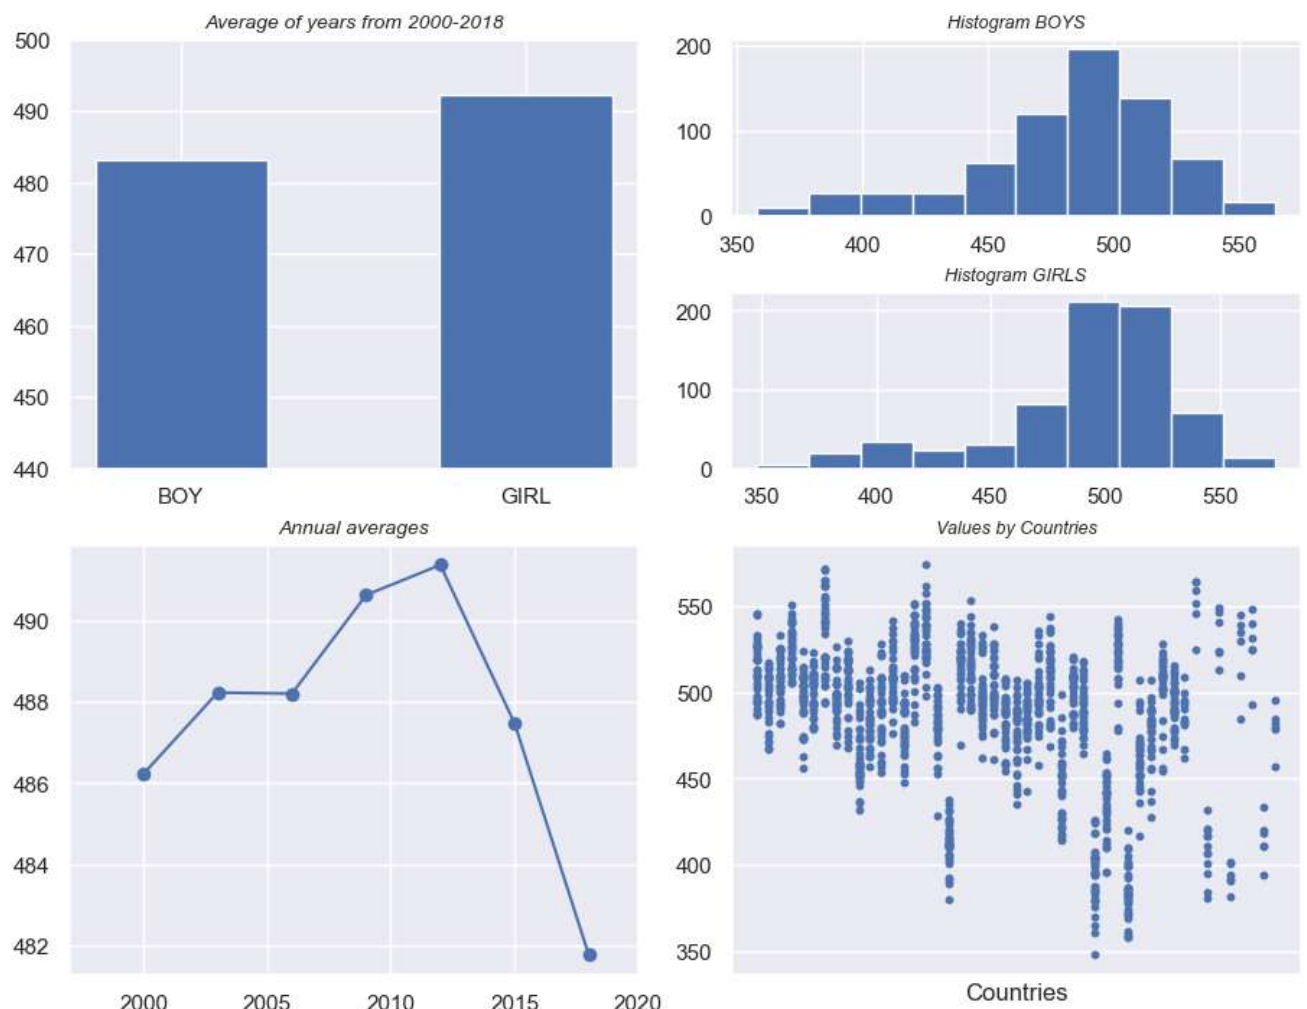 Average of years from 2000-2018
500
490
480
470
460
450
440
BOY GIRL
Histogram BOYS
200
100
0
350 400 450 500 550
Histogram GIRLS
200
100
0
350 400 450 500 550
Annual averages
490
488
486
484
482
2000 2005 2010 2015 2020
Values by Countries
550
500
450
400
350
Countries